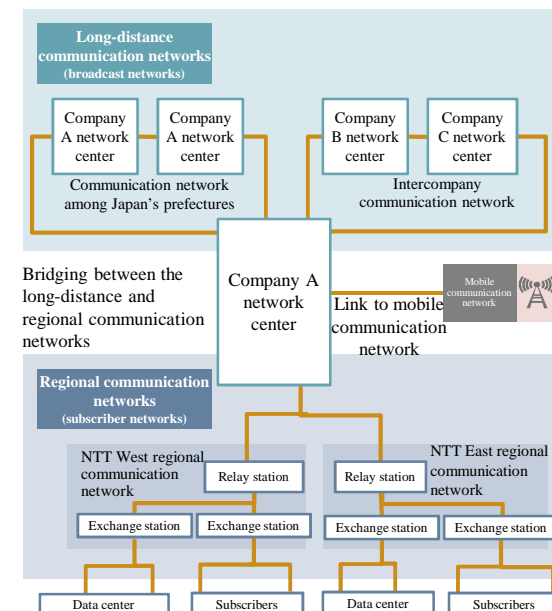 Long-distance
communication networks
(broadcast networks)
Company
A network
center
Company
A network
center
Company
B network
center
Company
C network
center
Communication network
among Japan's prefectures
Intercompany
communication network
Bridging between the
long-distance and
regional communication
networks
Company A
network
center
Link to mobile
communication
network
Mobile
communication
network
Regional communication
networks
(subscriber networks)
NTT West regional
communication
network
Relay station
Relay station
NTT East regional
communication
network
Exchange station
Exchange station
Exchange station
Exchange station
Data center
Subscribers
Data center
Subscribers